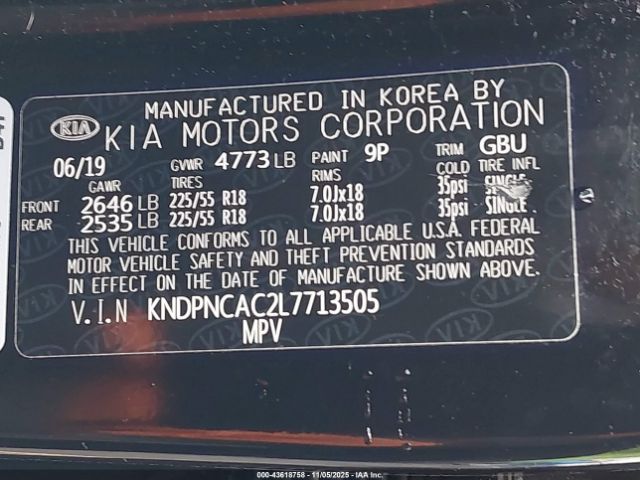 MANUFACTURED IN KOREA BY
KIA KIA MOTORS CORPORATION
06/19 GVWR 4773 LB PAINT 9P TRIM GBU
GAWR TIRES RIMS COLD TIRE INFL
FRONT 2646 LB 225/55 R18 7.0Jx18 35psi SINGLE
REAR 2535 LB 225/55 R18 7.0Jx18 35psi SINGLE
THIS VEHICLE CONFORMS TO ALL APPLICABLE U.S.A. FEDERAL
MOTOR VEHICLE SAFETY AND THEFT PREVENTION STANDARDS
IN EFFECT ON THE DATE OF MANUFACTURE SHOWN ABOVE.
V.I.N KNDPNCAC2L7713505
MPV
000-43618758 - 11/05/2025 - IAA Inc.